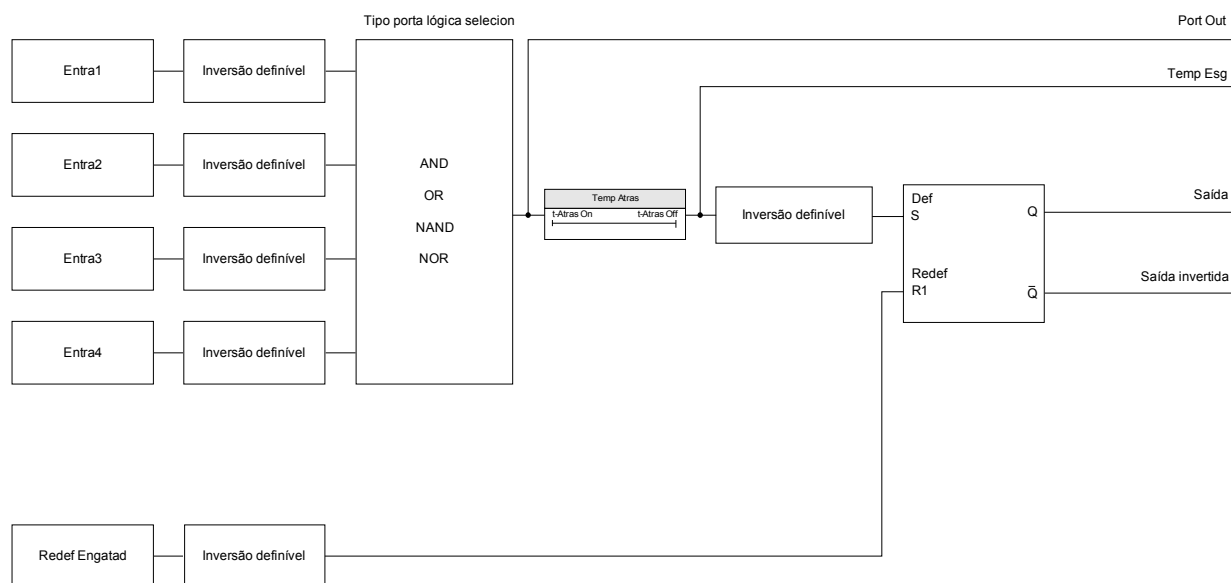 Tipo porta lógica selecion
Port Out
Entra1
Inversão definível
Temp Esg
Entra2
Inversão definível
AND
OR
NAND
NOR
Temp Atras
t-Atras On
t-Atras Off
Inversão definível
Def
S
Q
Saída
Entra3
Inversão definível
Redef
R1
Q̅
Saída invertida
Entra4
Inversão definível
Redef Engatad
Inversão definível